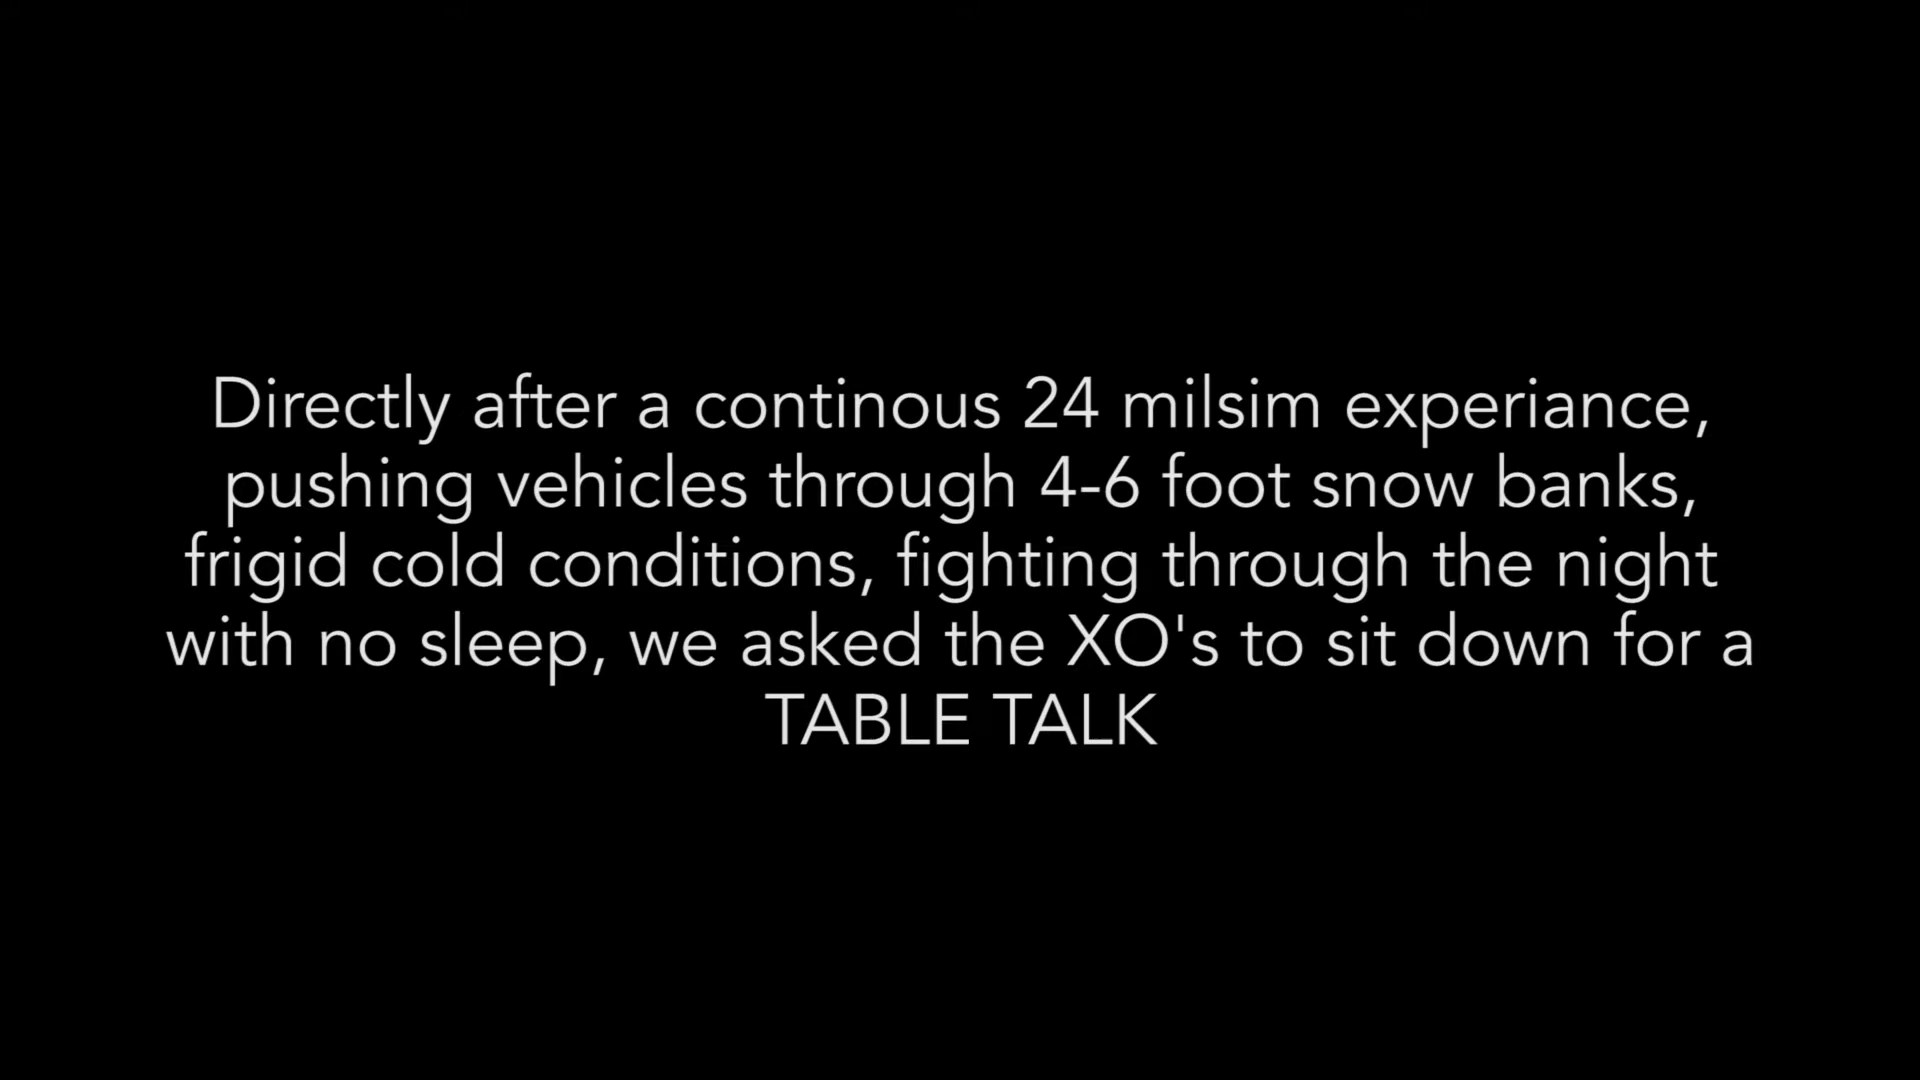 Directly after a continous 24 milsim experiance,
pushing vehicles through 4-6 foot snow banks,
frigid cold conditions, fighting through the night
with no sleep, we asked the XO's to sit down for a
TABLE TALK